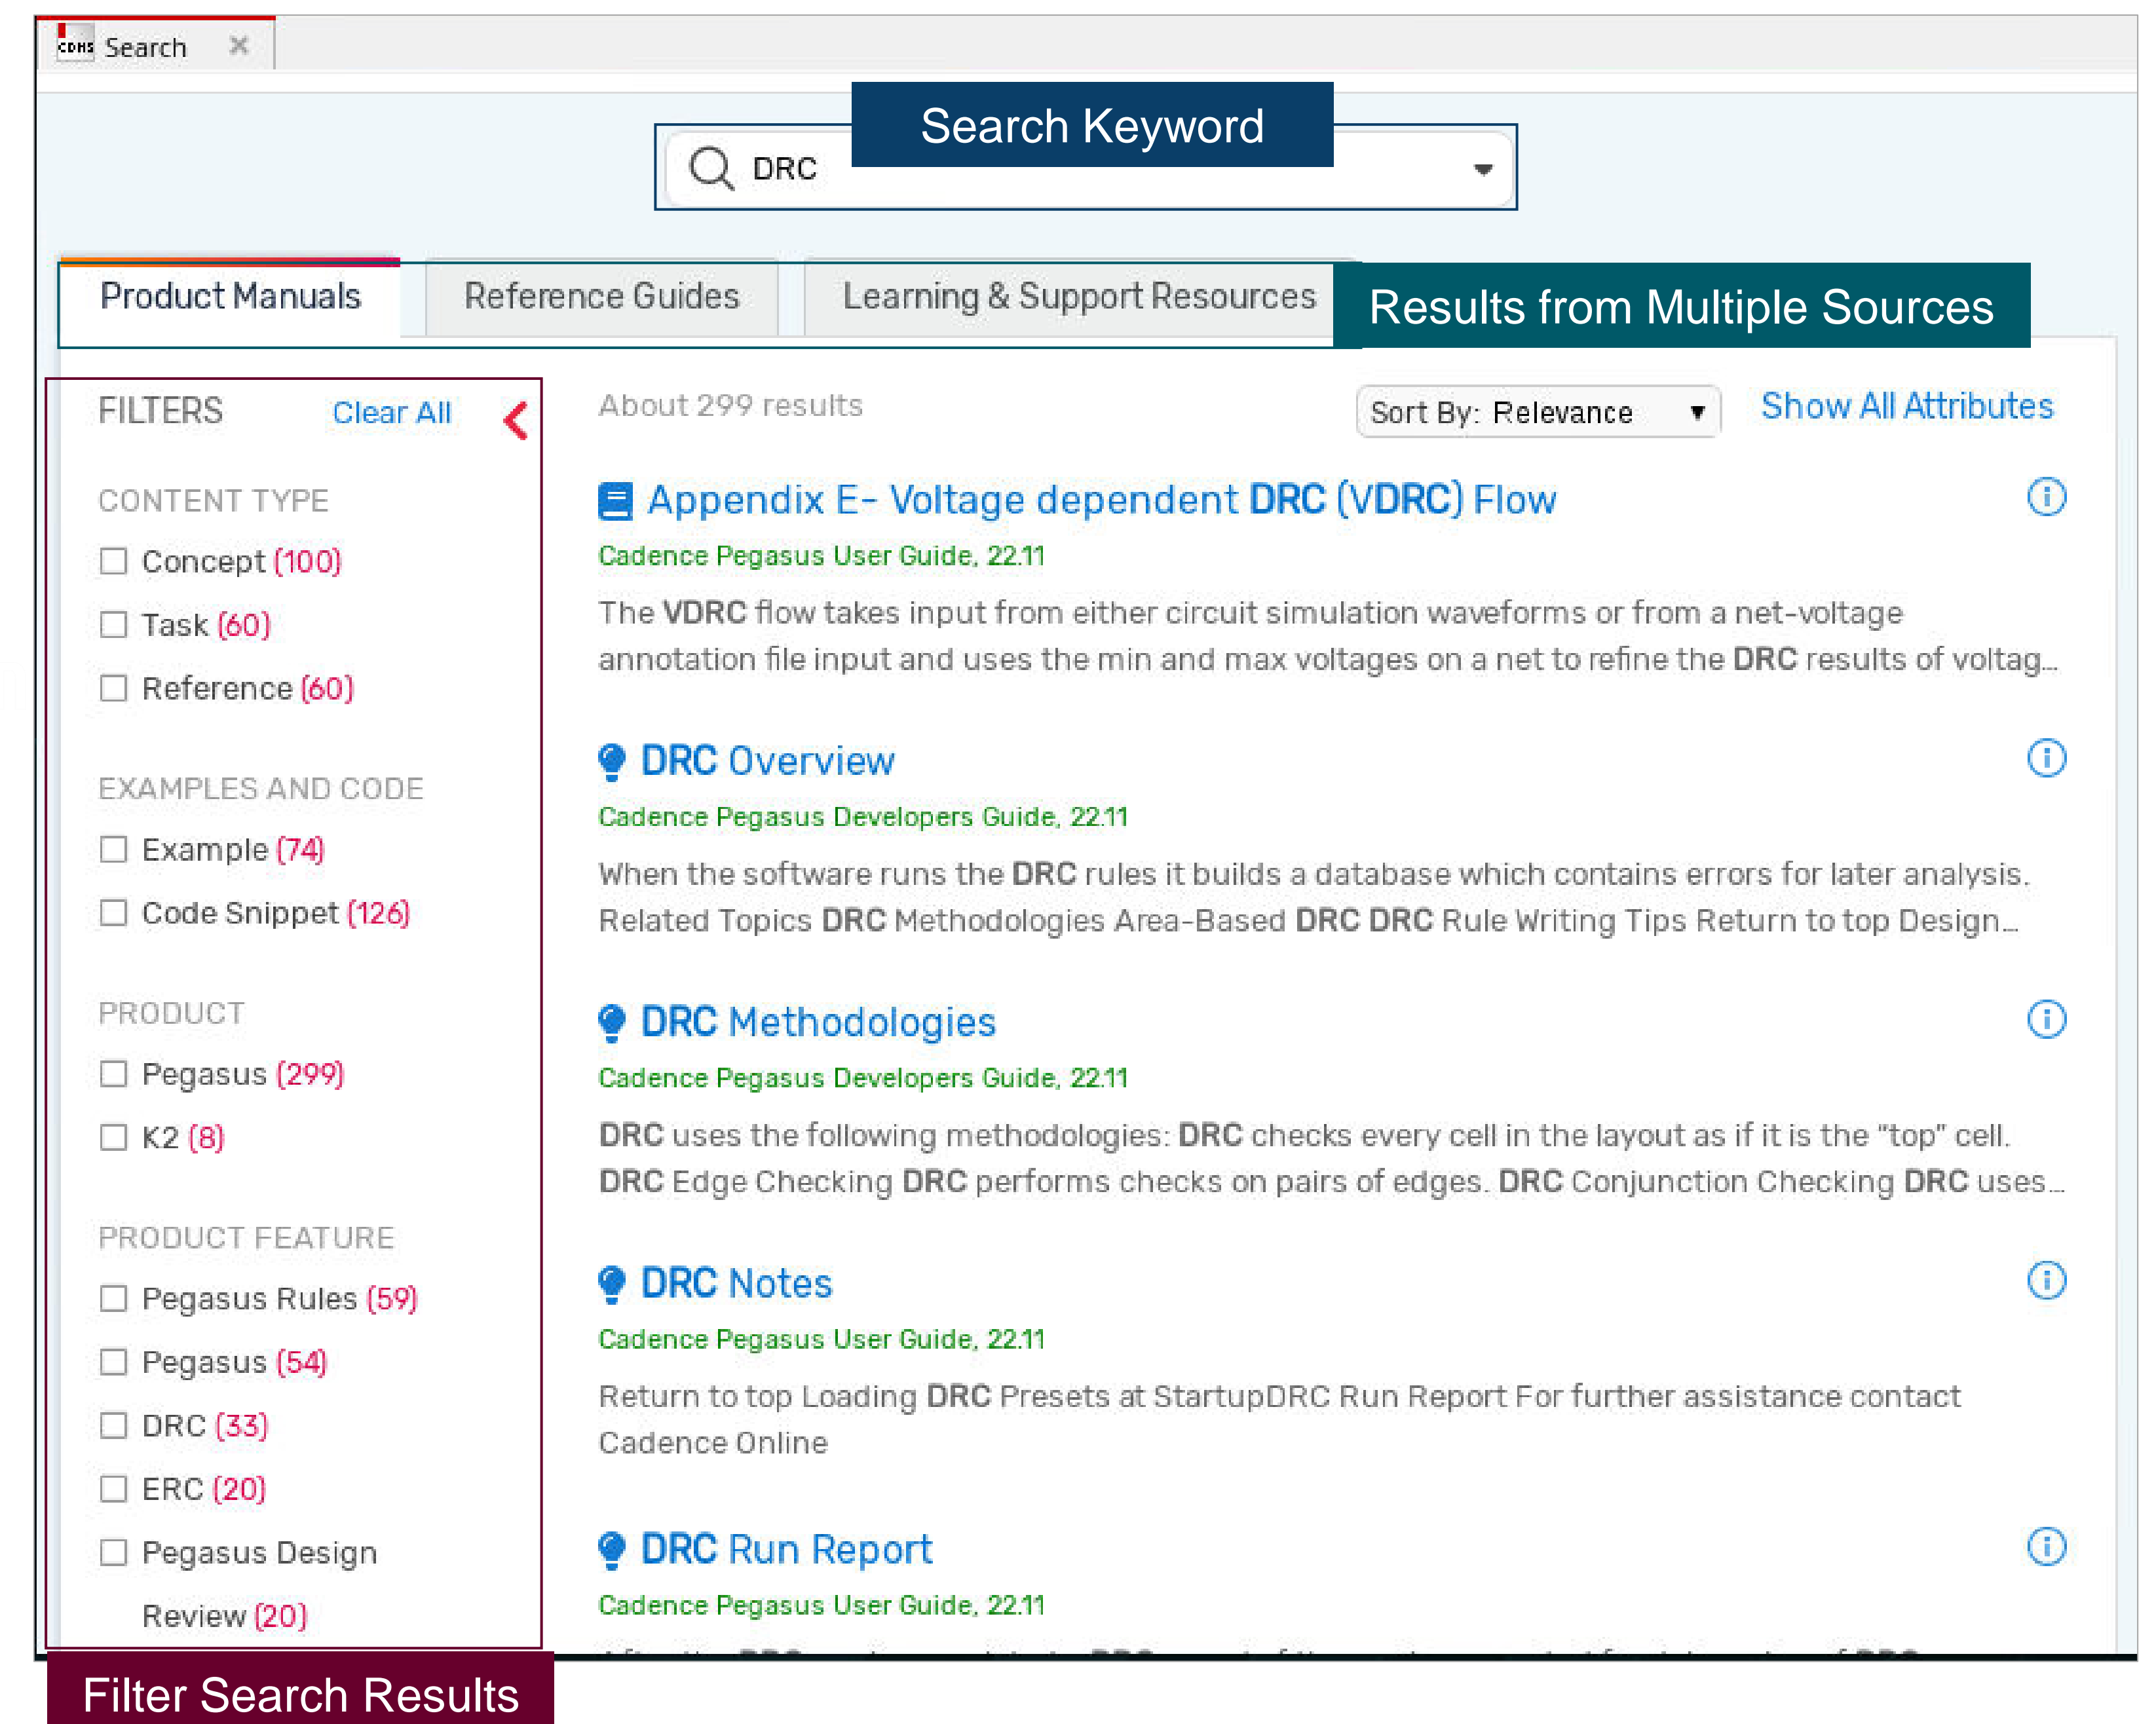 CDHS Search
Search Keyword
DRC
Product Manuals
Reference Guides
Learning & Support Resources
Results from Multiple Sources
FILTERS Clear All
CONTENT TYPE
Concept (100)
Task (60)
Reference (60)
EXAMPLES AND CODE
Example (74)
Code Snippet (126)
PRODUCT
Pegasus (299)
K2 (8)
PRODUCT FEATURE
Pegasus Rules (59)
Pegasus (54)
DRC (33)
ERC (20)
Pegasus Design
Review (20)
Filter Search Results
About 299 results
Sort By: Relevance
Show All Attributes
Appendix E- Voltage dependent DRC (VDRC) Flow
Cadence Pegasus User Guide, 22.11
The VDRC flow takes input from either circuit simulation waveforms or from a net-voltage
annotation file input and uses the min and max voltages on a net to refine the DRC results of voltag...
DRC Overview
Cadence Pegasus Developers Guide, 22.11
When the software runs the DRC rules it builds a database which contains errors for later analysis.
Related Topics DRC Methodologies Area-Based DRC DRC Rule Writing Tips Return to top Design...
DRC Methodologies
Cadence Pegasus Developers Guide, 22.11
DRC uses the following methodologies: DRC checks every cell in the layout as if it is the “top” cell.
DRC Edge Checking DRC performs checks on pairs of edges. DRC Conjunction Checking DRC uses...
DRC Notes
Cadence Pegasus User Guide, 22.11
Return to top Loading DRC Presets at StartupDRC Run Report For further assistance contact
Cadence Online
DRC Run Report
Cadence Pegasus User Guide, 22.11